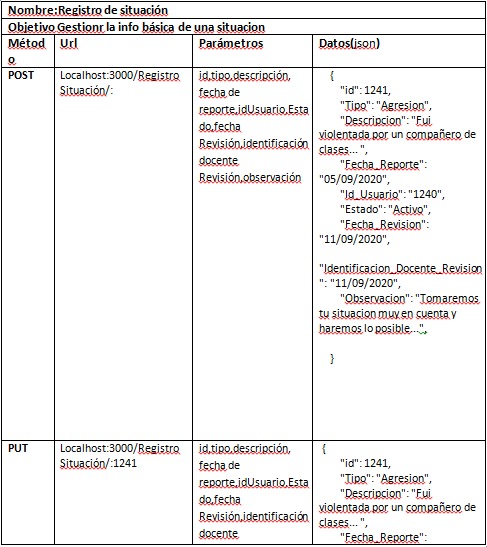 Nombre:Registro de situación
Objetivo Gestionr la info básica de una situacion
Métod
o
Url
Parámetros
Datos(json)
POST
Localhost:3000/Registro
Situación/:
id,tipo,descripción,
fecha de
reporte,idUsuario,Esta
do,fecha
Revisión,identificación
docente
Revisión,observación
{
"id": 1241,
"Tipo": "Agresion",
"Descripcion": "Fui
violentada por un compañero de
clases... ",
"Fecha_Reporte":
"05/09/2020",
"Id_Usuario": "1240",
"Estado": "Activo",
"Fecha_Revision":
"11/09/2020",
"Identificacion_Docente_Revision
": "11/09/2020",
"Observacion": "Tomaremos
tu situacion muy en cuenta y
haremos lo posible...",
}
PUT
Localhost:3000/Registro
Situación/:1241
id,tipo,descripción,
fecha de
reporte,idUsuario,Esta
do,fecha
Revisión,identificación
docente
{
"id": 1241,
"Tipo": "Agresion",
"Descripcion": "Fui
violentada por un compañero de
clases... ",
"Fecha_Reporte":